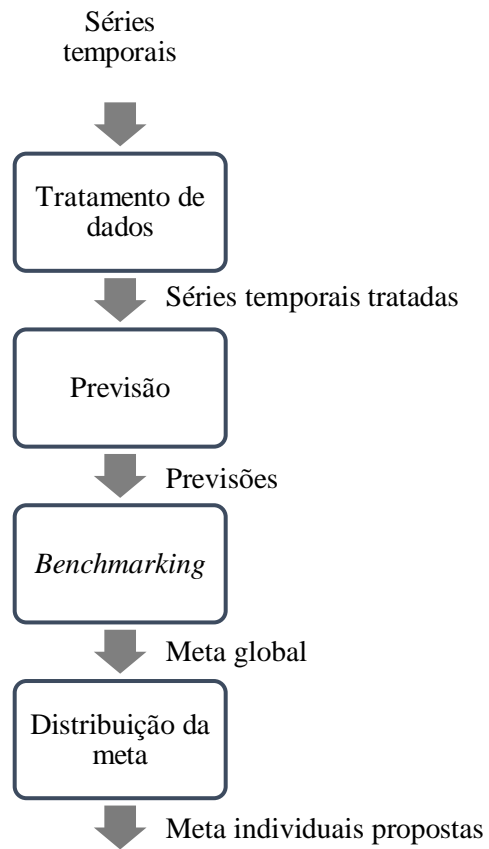 Séries
temporais
Tratamento de
dados
Séries temporais tratadas
Previsão
Previsões
Benchmarking
Meta global
Distribuição da
meta
Meta individuais propostas